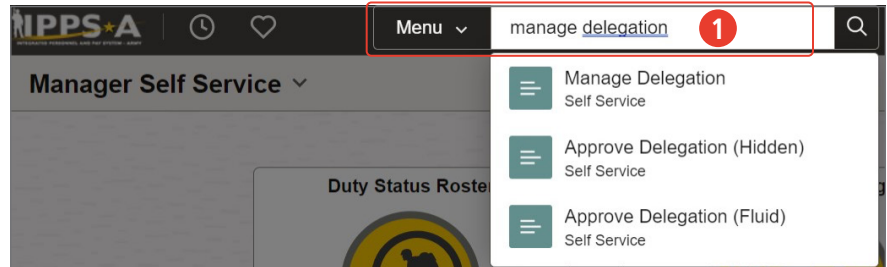 IPPS★A
INTEGRATED PERSONNEL AND PAY SYSTEM - ARMY
Menu
manage delegation
1
Manager Self Service
Manage Delegation
Self Service
Approve Delegation (Hidden)
Self Service
Duty Status Roster
Approve Delegation (Fluid)
Self Service